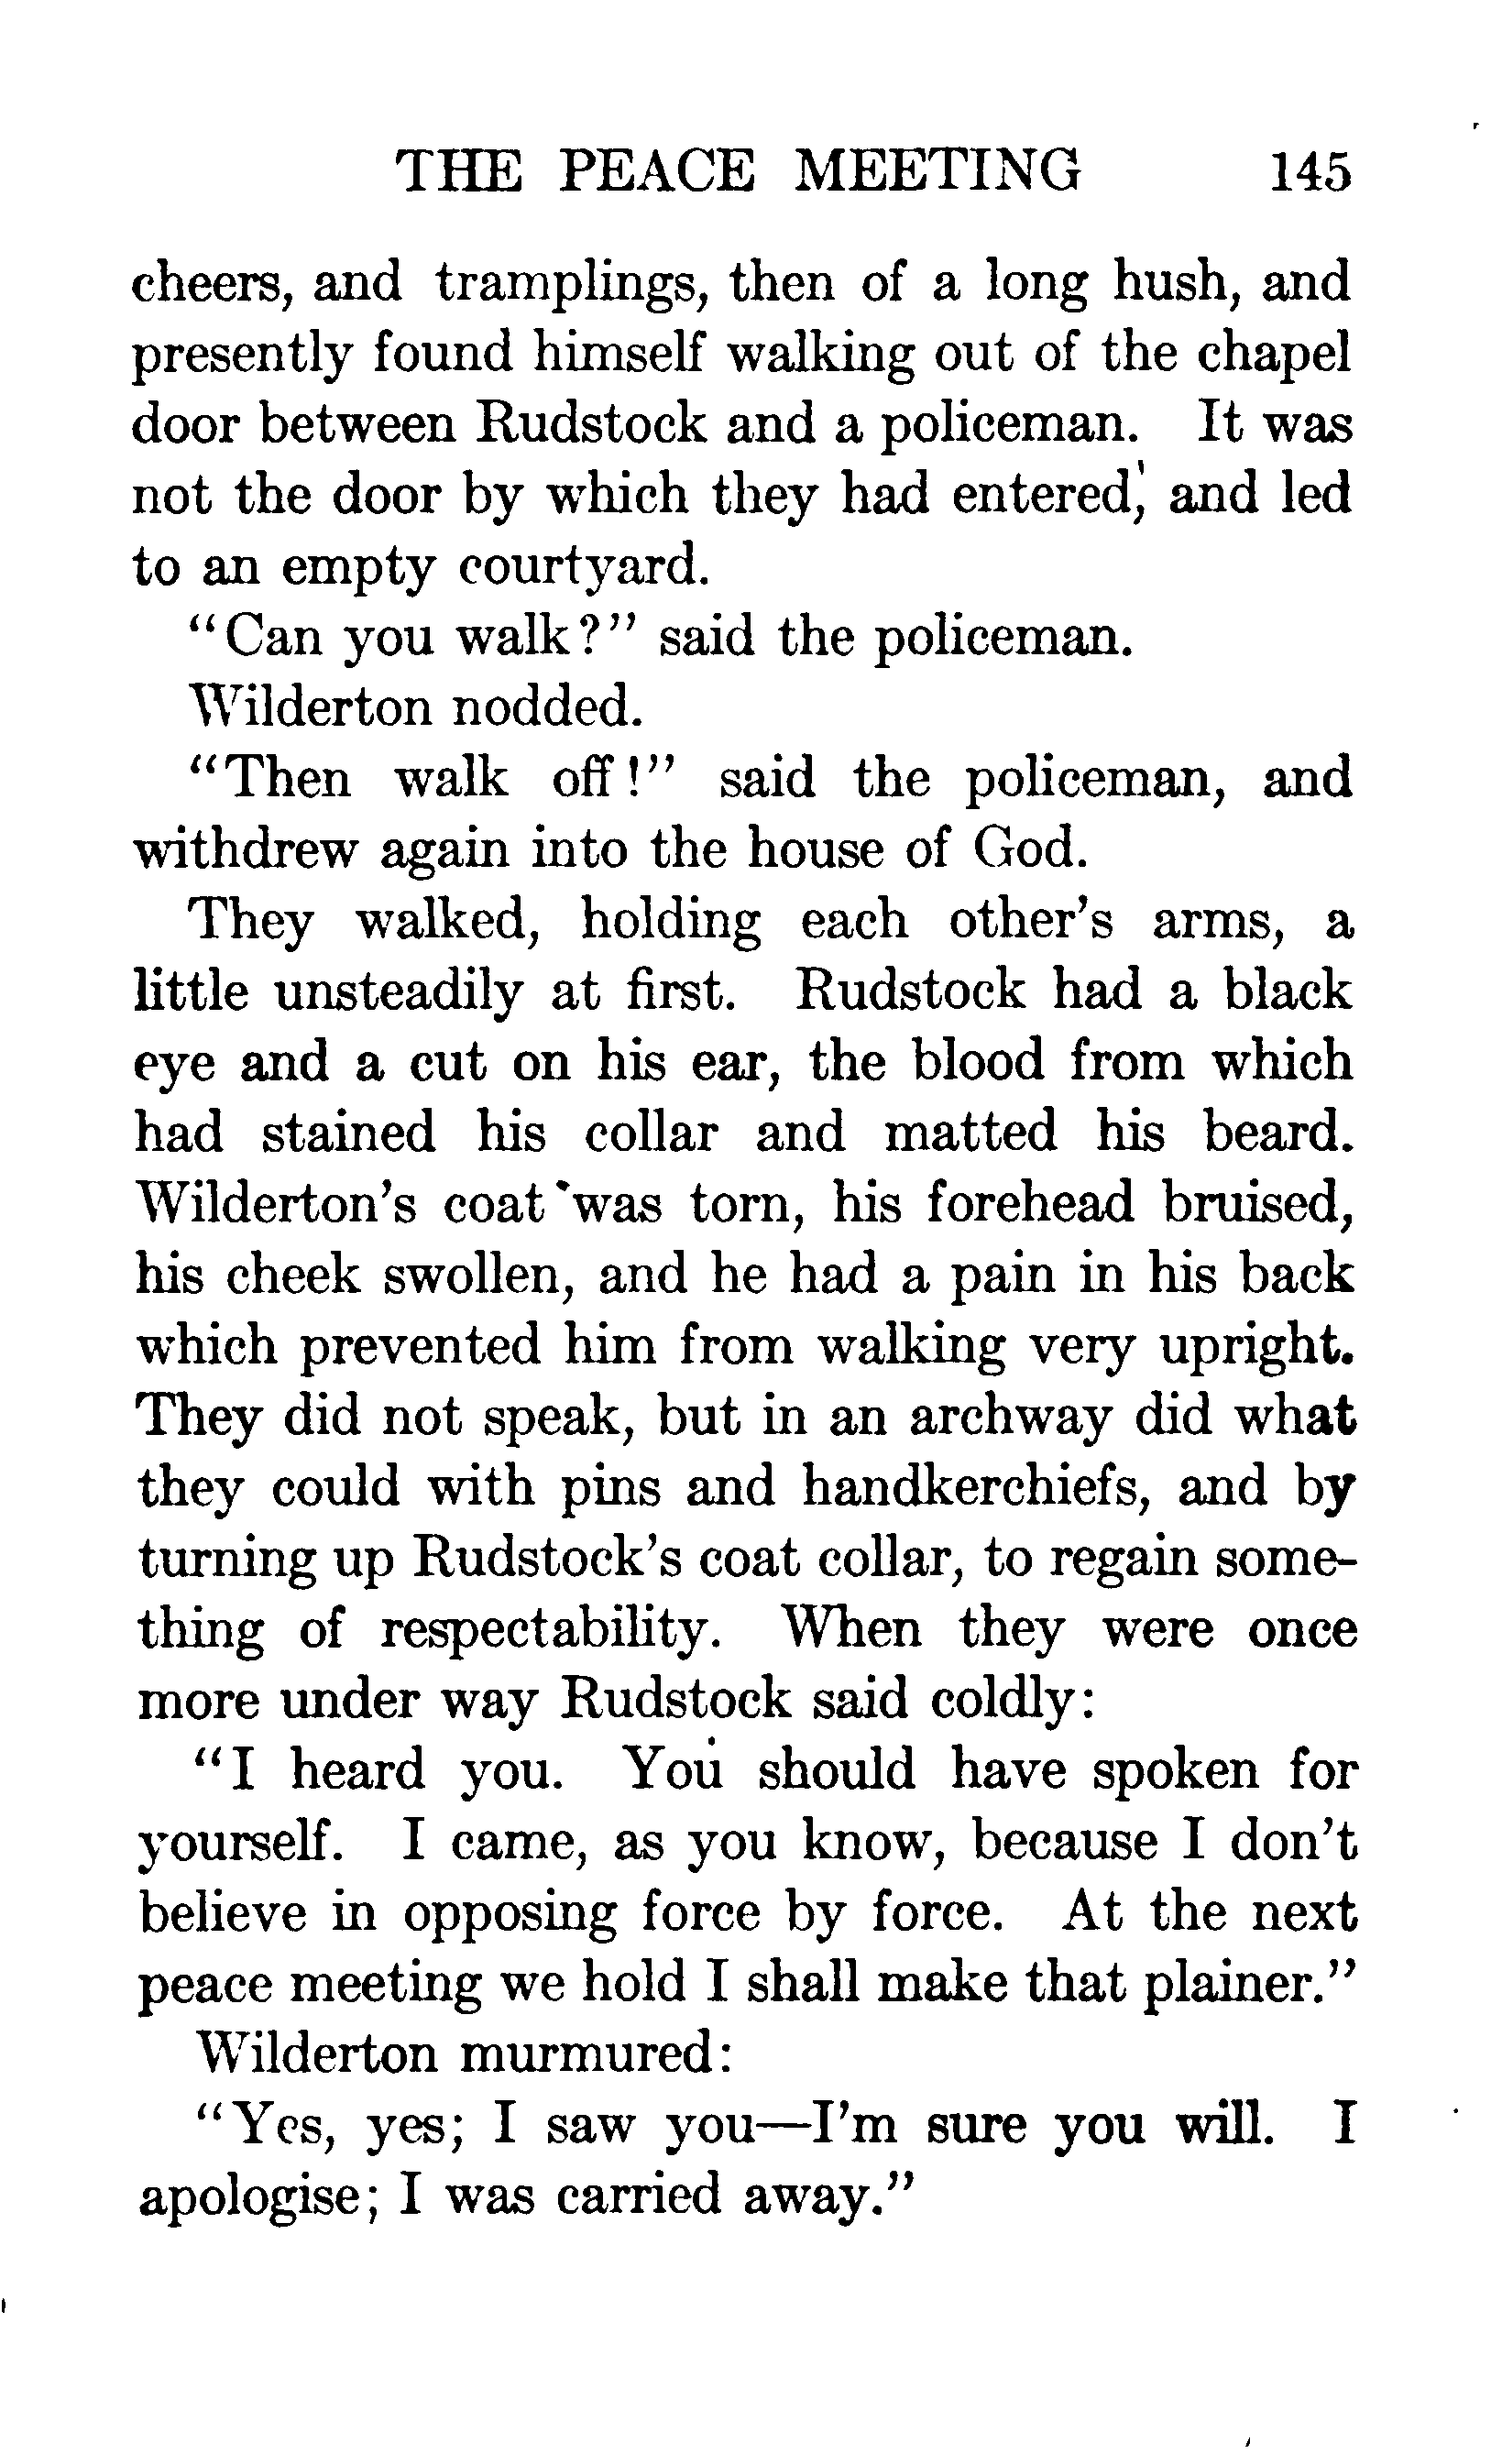 THE PEACE MEETING 145
cheers, and tramplings, then of a long hush, and
presently found himself walking out of the chapel
door between Rudstock and a policeman. It was
not the door by which they had entered, and led
to an empty courtyard.
"Can you walk?" said the policeman.
Wilderton nodded.
"Then walk off!" said the policeman, and
withdrew again into the house of God.
They walked, holding each other's arms, a
little unsteadily at first. Rudstock had a black
eye and a cut on his ear, the blood from which
had stained his collar and matted his beard.
Wilderton's coat was torn, his forehead bruised,
his cheek swollen, and he had a pain in his back
which prevented him from walking very upright.
They did not speak, but in an archway did what
they could with pins and handkerchiefs, and by
turning up Rudstock's coat collar, to regain some-
thing of respectability. When they were once
more under way Rudstock said coldly:
"I heard you. You should have spoken for
yourself. I came, as you know, because I don't
believe in opposing force by force. At the next
peace meeting we hold I shall make that plainer."
Wilderton murmured:
"Yes, yes; I saw you—I'm sure you will. I
apologise; I was carried away."